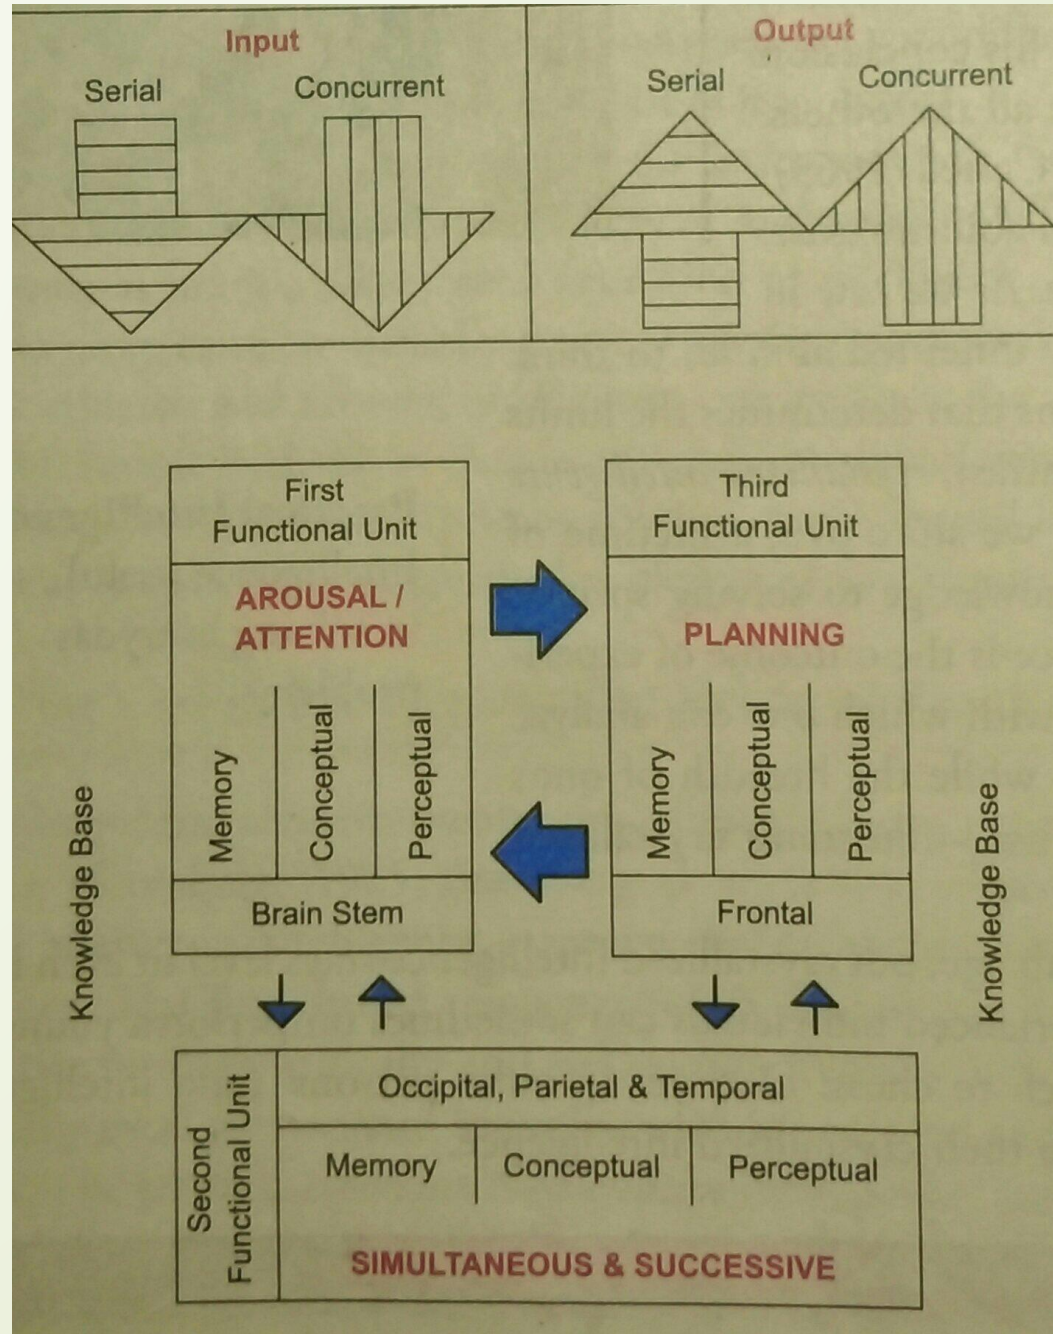 Input
Output
Serial
Concurrent
Serial
Concurrent
First
Functional Unit
AROUSAL /
ATTENTION
Memory
Conceptual
Perceptual
Brain Stem
Third
Functional Unit
PLANNING
Memory
Conceptual
Perceptual
Frontal
Knowledge Base
Knowledge Base
Second
Functional Unit
Occipital, Parietal & Temporal
Memory
Conceptual
Perceptual
SIMULTANEOUS & SUCCESSIVE